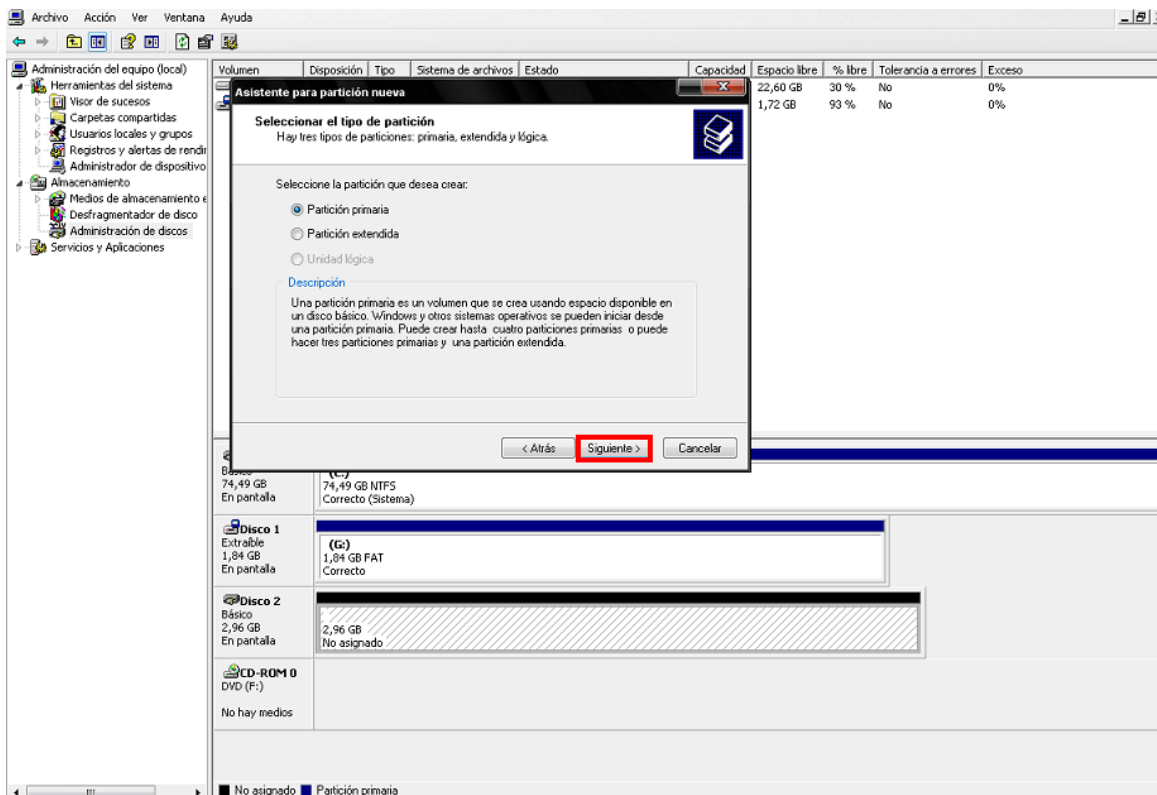 Archivo Acción Ver Ventana Ayuda
Administración del equipo (local)
Herramientas del sistema
Visor de sucesos
Carpetas compartidas
Usuarios locales y grupos
Registros y alertas de rendir
Administrador de dispositivo
Almacenamiento
Medios de almacenamiento e
Desfragmentador de disco
Administración de discos
Servicios y Aplicaciones
Volumen Disposición Tipo Sistema de archivos Estado Capacidad Espacio libre % libre Tolerancia a errores Exceso
22,60 GB 30 % No 0%
1,72 GB 93 % No 0%
Asistente para partición nueva
Seleccionar el tipo de partición
Hay tres tipos de particiones: primaria, extendida y lógica.
Seleccione la partición que desea crear:
Partición primaria
Partición extendida
Unidad lógica
Descripción
Una partición primaria es un volumen que se crea usando espacio disponible en
un disco básico. Windows y otros sistemas operativos se pueden iniciar desde
una partición primaria. Puede crear hasta cuatro particiones primarias o puede
hacer tres particiones primarias y una partición extendida.
< Atrás Siguiente > Cancelar
Básico
74,49 GB
En pantalla
(C:)
74,49 GB NTFS
Correcto (Sistema)
Disco 1
Extraíble
1,84 GB
En pantalla
(G:)
1,84 GB FAT
Correcto
Disco 2
Básico
2,96 GB
En pantalla
2,96 GB
No asignado
CD-ROM 0
DVD (F:)
No hay medios
No asignado Partición primaria